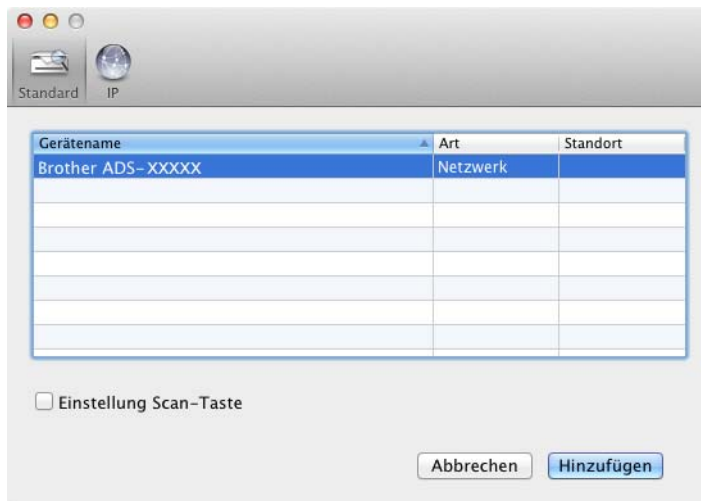 Standard IP
Gerätename Art Standort
Brother ADS-XXXXX Netzwerk
Einstellung Scan-Taste
Abbrechen Hinzufügen